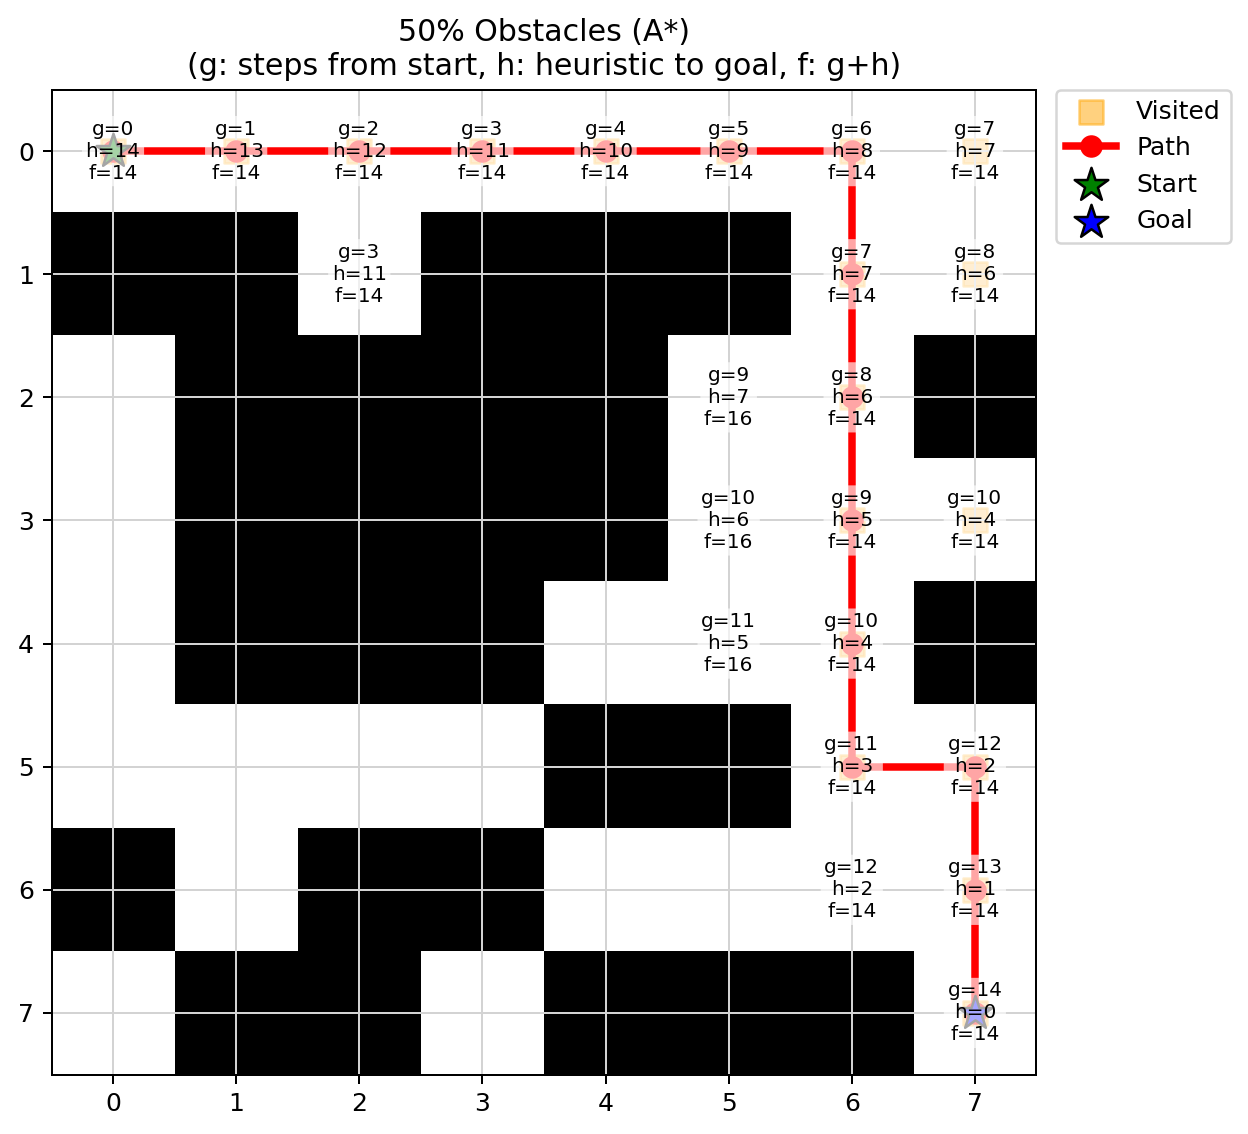 50% Obstacles (A*)
(g: steps from start, h: heuristic to goal, f: g+h)
Visited
Path
Start
Goal
0
g=0
h=14
f=14
g=1
h=13
f=14
g=2
h=12
f=14
g=3
h=11
f=14
g=4
h=10
f=14
g=5
h=9
f=14
g=6
h=8
f=14
g=7
h=7
f=14
1
g=3
h=11
f=14
g=7
h=7
f=14
g=8
h=6
f=14
2
g=9
h=7
f=16
g=8
h=6
f=14
3
g=10
h=6
f=16
g=9
h=5
f=14
g=10
h=4
f=14
4
g=11
h=5
f=16
g=10
h=4
f=14
5
g=11
h=3
f=14
g=12
h=2
f=14
6
g=12
h=2
f=14
g=13
h=1
f=14
7
g=14
h=0
f=14
0 1 2 3 4 5 6 7